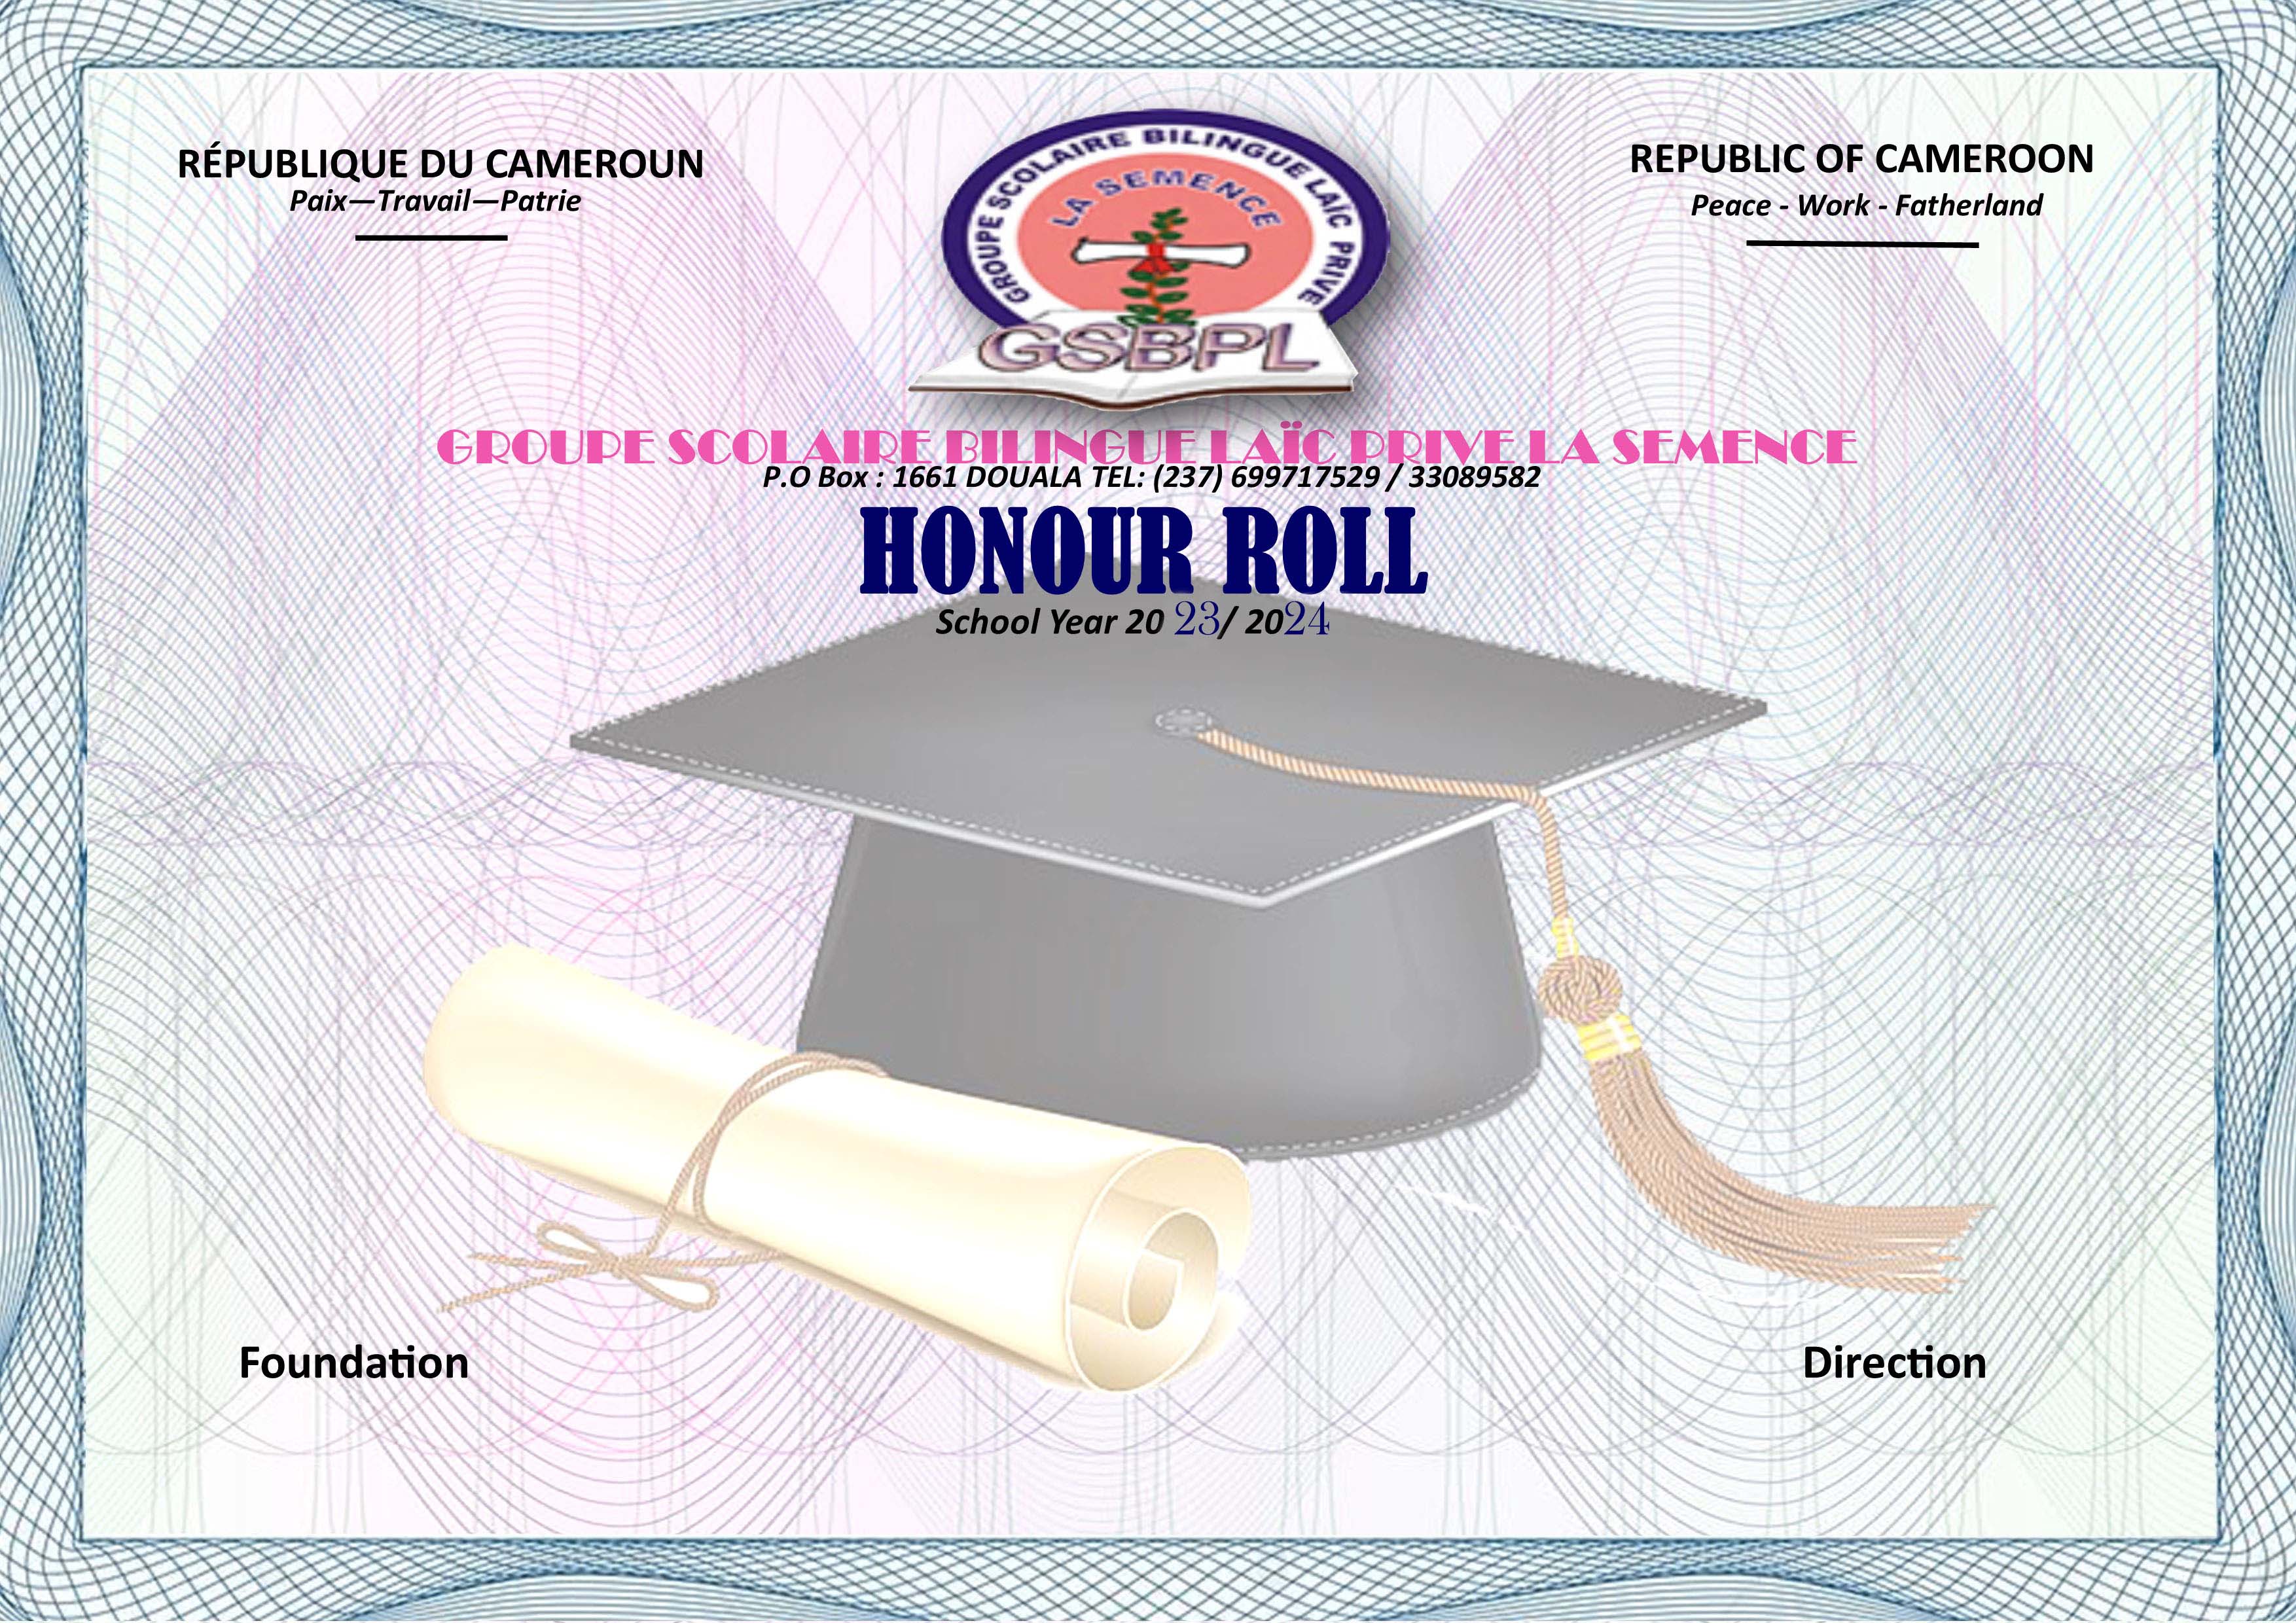 RÉPUBLIQUE DU CAMEROUN
Paix—Travail—Patrie
REPUBLIC OF CAMEROON
Peace - Work - Fatherland
GROUPE SCOLAIRE BILINGUE LAÏC PRIVE
LA SEMENCE
GSBPL
GROUPE SCOLAIRE BILINGUE LAÏC PRIVE LA SEMENCE
P.O Box : 1661 DOUALA TEL: (237) 699717529 / 33089582
HONOUR ROLL
School Year 20 23/ 2024
Foundation
Direction